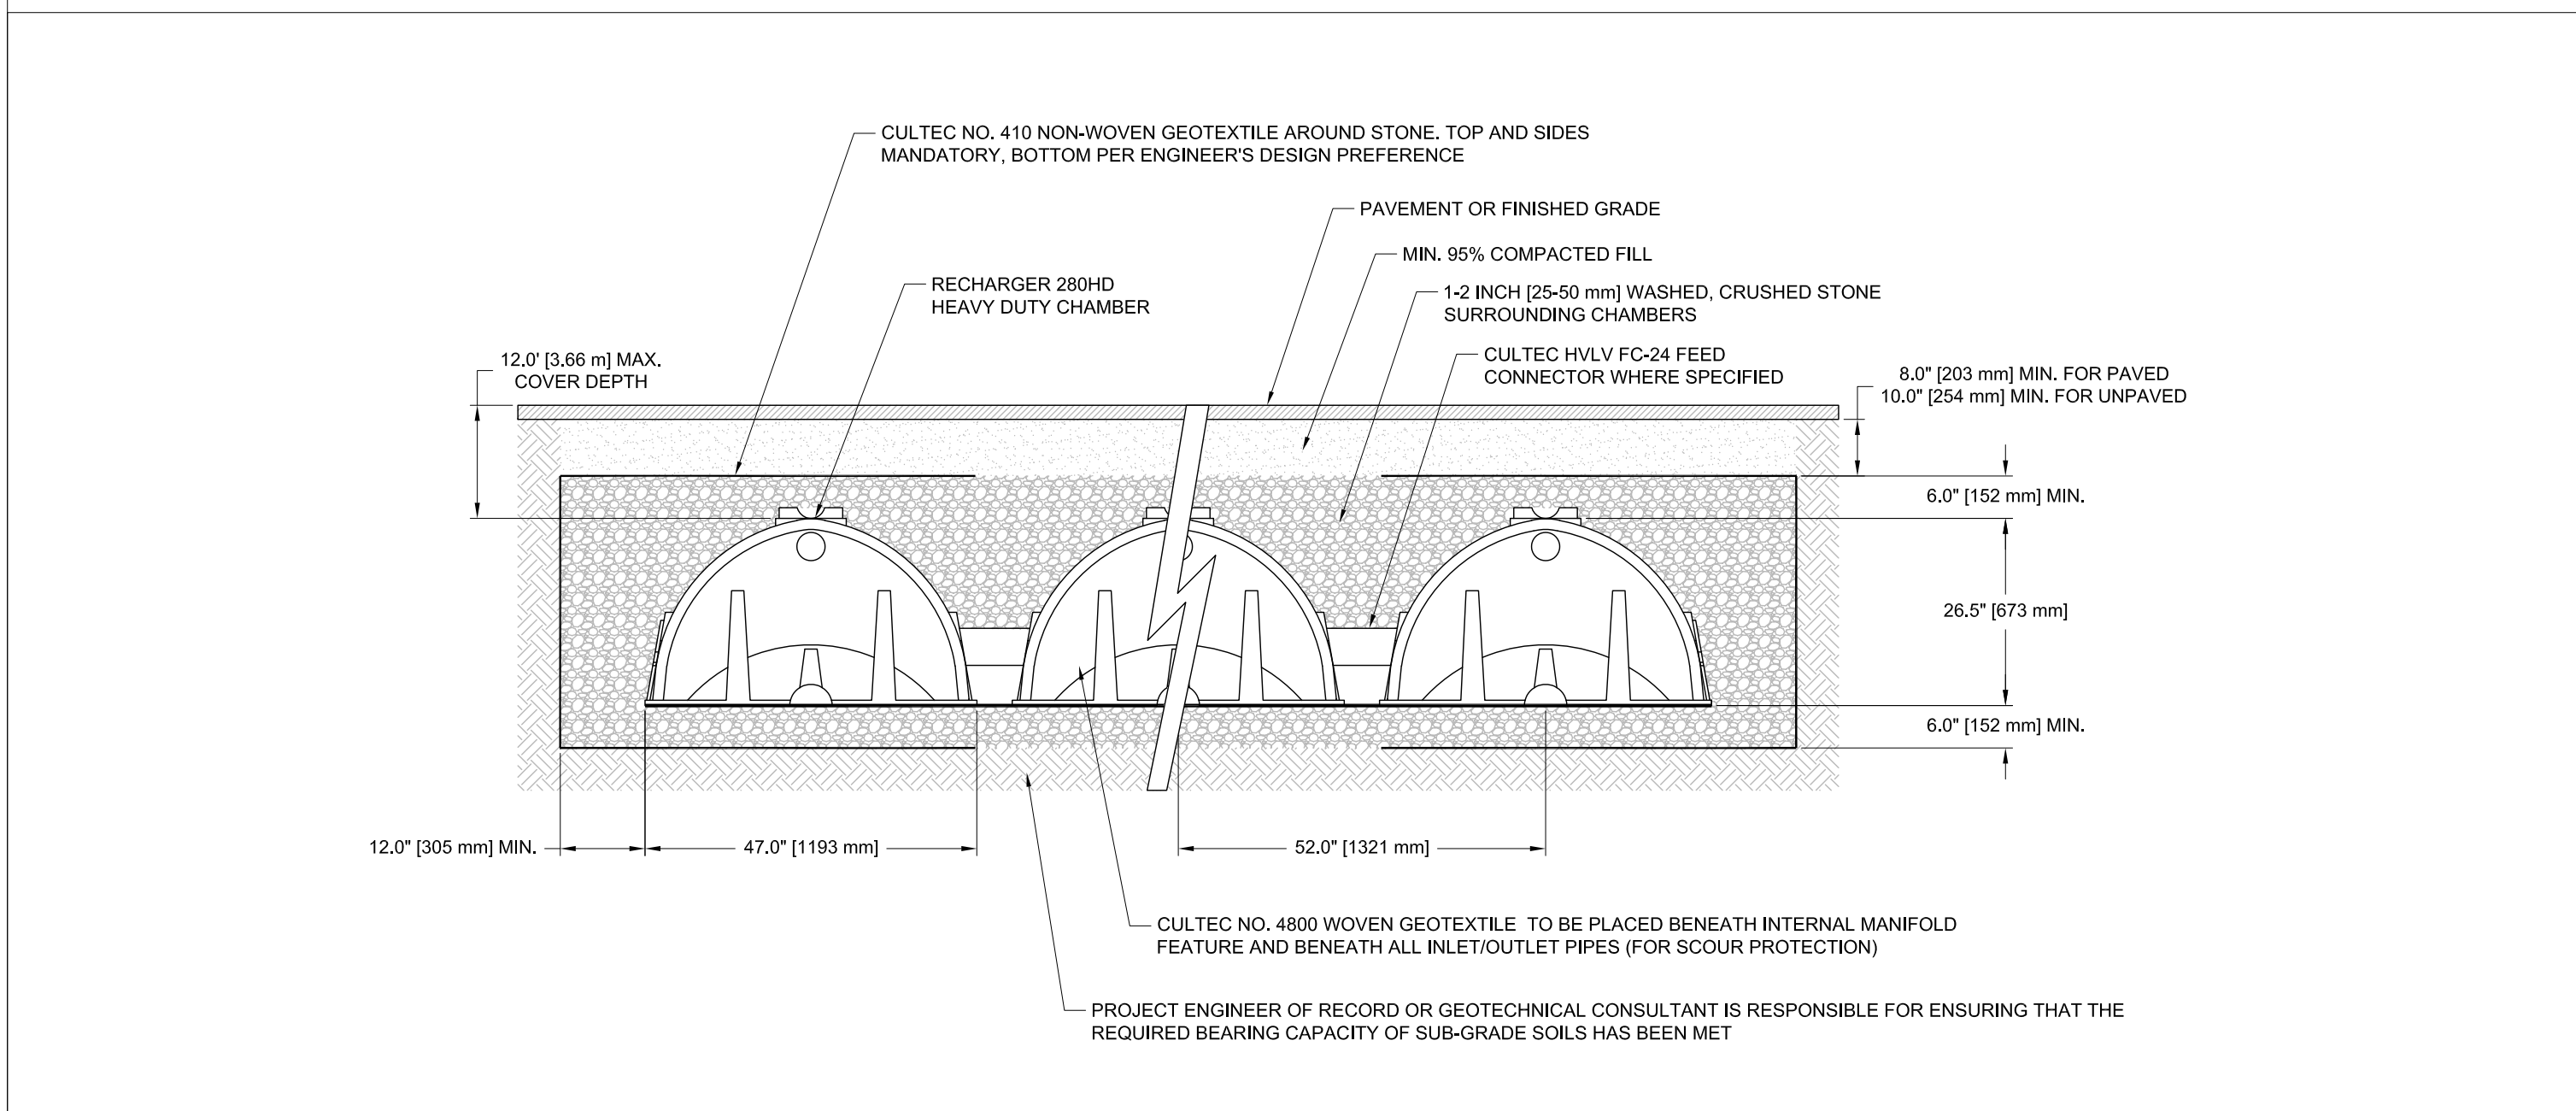 CULTEC NO. 410 NON-WOVEN GEOTEXTILE AROUND STONE. TOP AND SIDES
MANDATORY, BOTTOM PER ENGINEER'S DESIGN PREFERENCE
PAVEMENT OR FINISHED GRADE
MIN. 95% COMPACTED FILL
RECHARGER 280HD
HEAVY DUTY CHAMBER
1-2 INCH [25-50 mm] WASHED, CRUSHED STONE
SURROUNDING CHAMBERS
CULTEC HVLV FC-24 FEED
CONNECTOR WHERE SPECIFIED
12.0' [3.66 m] MAX.
COVER DEPTH
8.0" [203 mm] MIN. FOR PAVED
10.0" [254 mm] MIN. FOR UNPAVED
6.0" [152 mm] MIN.
26.5" [673 mm]
6.0" [152 mm] MIN.
12.0" [305 mm] MIN.
47.0" [1193 mm]
52.0" [1321 mm]
CULTEC NO. 4800 WOVEN GEOTEXTILE  TO BE PLACED BENEATH INTERNAL MANIFOLD
FEATURE AND BENEATH ALL INLET/OUTLET PIPES (FOR SCOUR PROTECTION)
PROJECT ENGINEER OF RECORD OR GEOTECHNICAL CONSULTANT IS RESPONSIBLE FOR ENSURING THAT THE
REQUIRED BEARING CAPACITY OF SUB-GRADE SOILS HAS BEEN MET